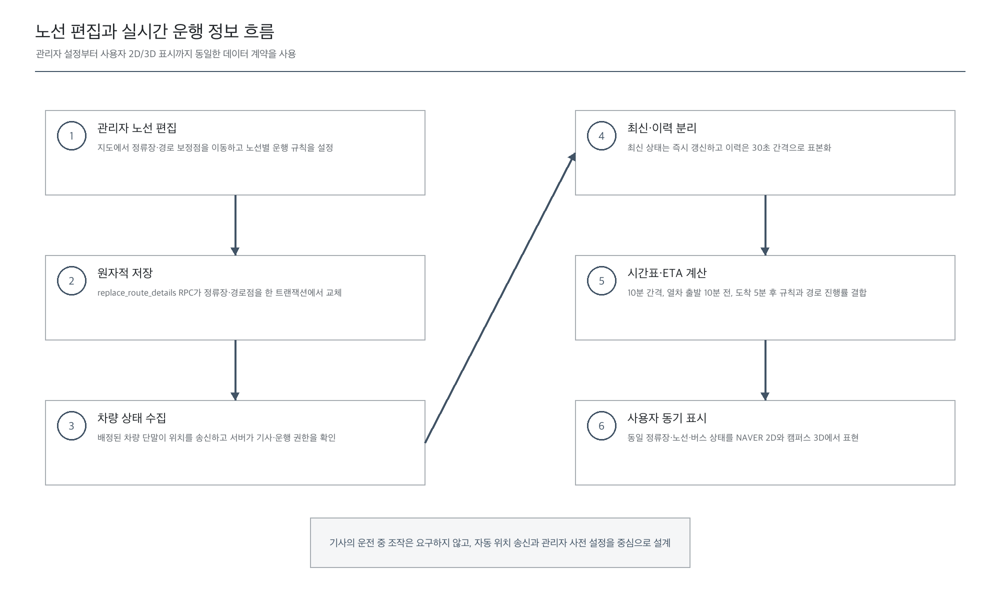 노선 편집과 실시간 운행 정보 흐름
관리자 설정부터 사용자 2D/3D 표시까지 동일한 데이터 계약을 사용
1
관리자 노선 편집
지도에서 정류장·경로 보정점을 이동하고 노선별 운행 규칙을 설정
2
원자적 저장
replace_route_details RPC가 정류장·경로점을 한 트랜잭션에서 교체
3
차량 상태 수집
배정된 차량 단말이 위치를 송신하고 서버가 기사·운행 권한을 확인
4
최신·이력 분리
최신 상태는 즉시 갱신하고 이력은 30초 간격으로 표본화
5
시간표·ETA 계산
10분 간격, 열차 출발 10분 전, 도착 5분 후 규칙과 경로 진행률 결합
6
사용자 동기 표시
동일 정류장·노선·버스 상태를 NAVER 2D와 캠퍼스 3D에서 표현
기사의 운전 중 조작은 요구하지 않고, 자동 위치 송신과 관리자 사전 설정을 중심으로 설계